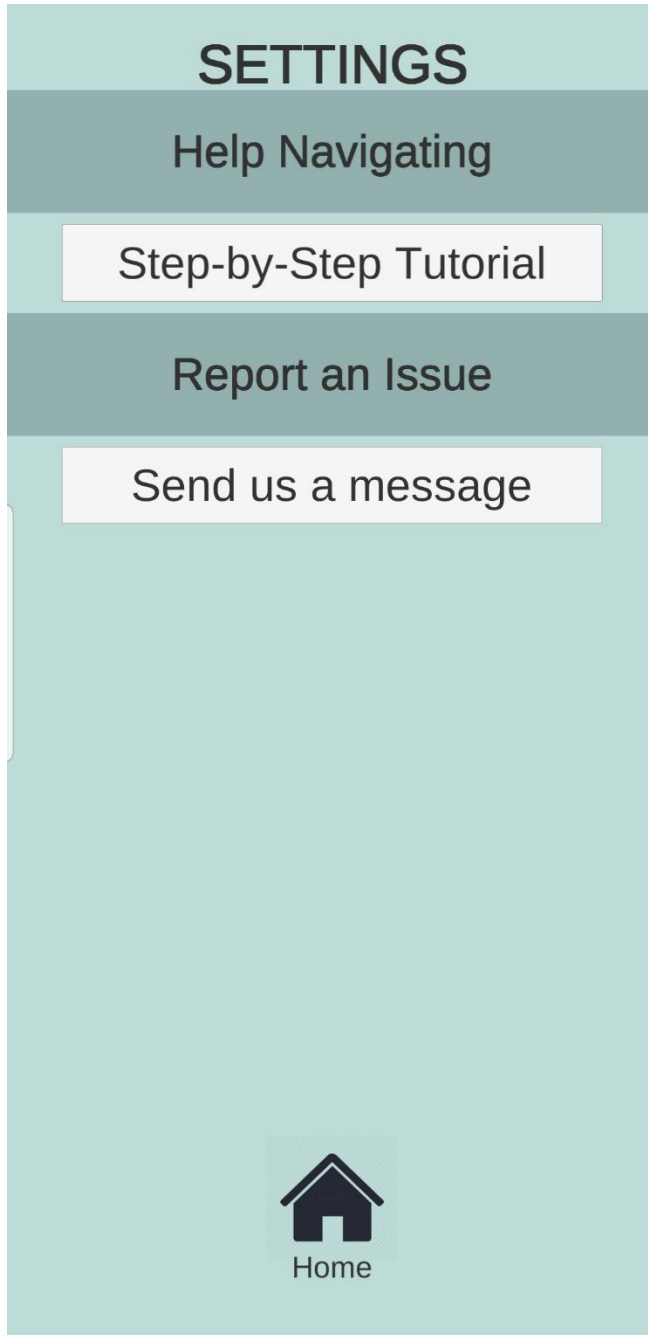 SETTINGS
Help Navigating
Step-by-Step Tutorial
Report an Issue
Send us a message
Home